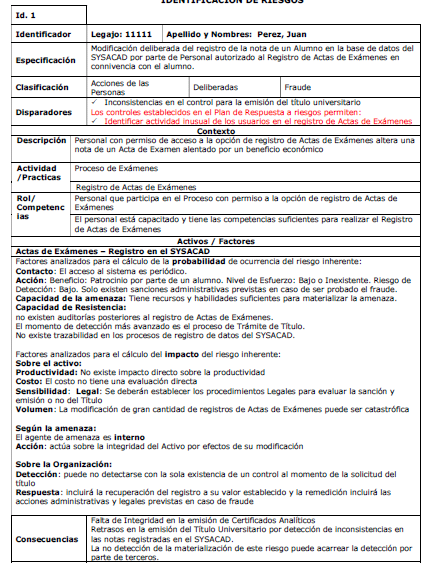 IDENTIFICACIÓN DE RIESGOS
Id. 1
Identificador Legajo: 11111 Apellido y Nombres: Perez, Juan
Especificación Modificación deliberada del registro de la nota de un Alumno en la base de datos del
SYSACAD por parte de Personal autorizado al Registro de Actas de Exámenes en
connivencia con el alumno.
Clasificación Acciones de las Personas Deliberadas Fraude
Disparadores ✓ Inconsistencias en el control para la emisión del título universitario
Los controles establecidos en el Plan de Respuesta a riesgos permiten:
✓ Identificar actividad inusual de los usuarios en el registro de Actas de Exámenes
Contexto
Descripción Personal con permiso de acceso a la opción de registro de Actas de Exámenes altera una
nota de un Acta de Examen alentado por un beneficio económico
Actividad /Practicas Proceso de Exámenes
Registro de Actas de Exámenes
Rol/ Competenc ias Personal que participa en el Proceso con permiso a la opción de registro de Actas de
Exámenes
El personal está capacitado y tiene las competencias suficientes para realizar el Registro
de Actas de Exámenes
Activos / Factores
Actas de Exámenes – Registro en el SYSACAD
Factores analizados para el cálculo de la probabilidad de ocurrencia del riesgo inherente:
Contacto: El acceso al sistema es periódico.
Acción: Beneficio: Patrocinio por parte de un alumno. Nivel de Esfuerzo: Bajo o Inexistente. Riesgo de
Detección: Bajo. Solo existen sanciones administrativas previstas en caso de ser probado el fraude.
Capacidad de la amenaza: Tiene recursos y habilidades suficientes para materializar la amenaza.
Capacidad de Resistencia:
no existen auditorías posteriores al registro de Actas de Exámenes.
El momento de detección más avanzado es el proceso de Trámite de Título.
No existe trazabilidad en los procesos de registro de datos del SYSACAD.
Factores analizados para el cálculo del impacto del riesgo inherente:
Sobre el activo:
Productividad: No existe impacto directo sobre la productividad
Costo: El costo no tiene una evaluación directa
Sensibilidad: Legal: Se deberán establecer los procedimientos Legales para evaluar la sanción y
emisión o no del Título
Volumen: La modificación de gran cantidad de registros de Actas de Exámenes puede ser catastrófica
Según la amenaza:
El agente de amenaza es interno
Acción: actúa sobre la integridad del Activo por efectos de su modificación
Sobre la Organización:
Detección: puede no detectarse con la sola existencia de un control al momento de la solicitud del
título
Respuesta: incluirá la recuperación del registro a su valor establecido y la remedición incluirá las
acciones administrativas y legales previstas en caso de fraude
Consecuencias Falta de Integridad en la emisión de Certificados Analíticos
Retrasos en la emisión del Título Universitario por detección de inconsistencias en
las notas registradas en el SYSACAD.
La no detección de la materialización de este riesgo puede acarrear la detección por
parte de terceros.